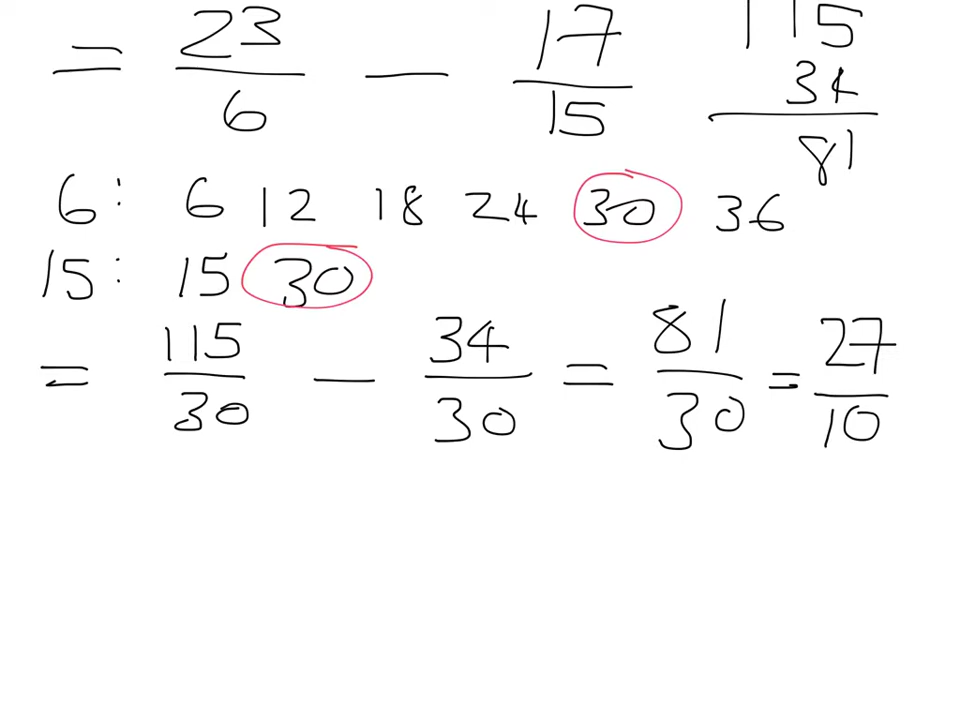 = 23/6 − 17/15
115
34
81
6: 6 12 18 24 30 36
15: 15 30
= 115/30 − 34/30 = 81/30 = 27/10